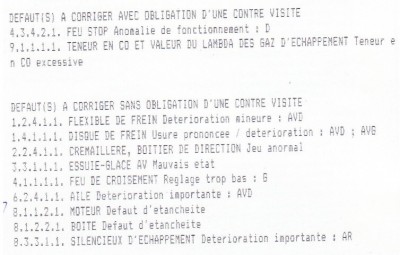 DEFAUT(S) A CORRIGER AVEC OBLIGATION D'UNE CONTRE VISITE
4.3.4.2.1. FEU STOP Anomalie de fonctionnement : D
9.1.1.1.1. TENEUR EN CO ET VALEUR DU LAMBDA DES GAZ D'ECHAPPEMENT Teneur e
n CO excessive
DEFAUT(S) A CORRIGER SANS OBLIGATION D'UNE CONTRE VISITE
1.2.4.1.1. FLEXIBLE DE FREIN Deterioration mineure : AVD
1.4.1.1.1. DISQUE DE FREIN Usure prononcee / deterioration : AVD ; AVG
2.2.4.1.1. CREMAILLERE, BOITIER DE DIRECTION Jeu anormal
3.3.1.1.1. ESSUIE-GLACE AV Mauvais etat
4.1.1.1.1. FEU DE CROISEMENT Reglage trop bas : G
6.2.4.1.1. AILE Deterioration importante : AVD
7
8.1.1.2.1. MOTEUR Defaut d'etancheite
8.1.2.2.1. BOITE Defaut d'etancheite
8.3.3.1.1. SILENCIEUX D'ECHAPPEMENT Deterioration importante : AR